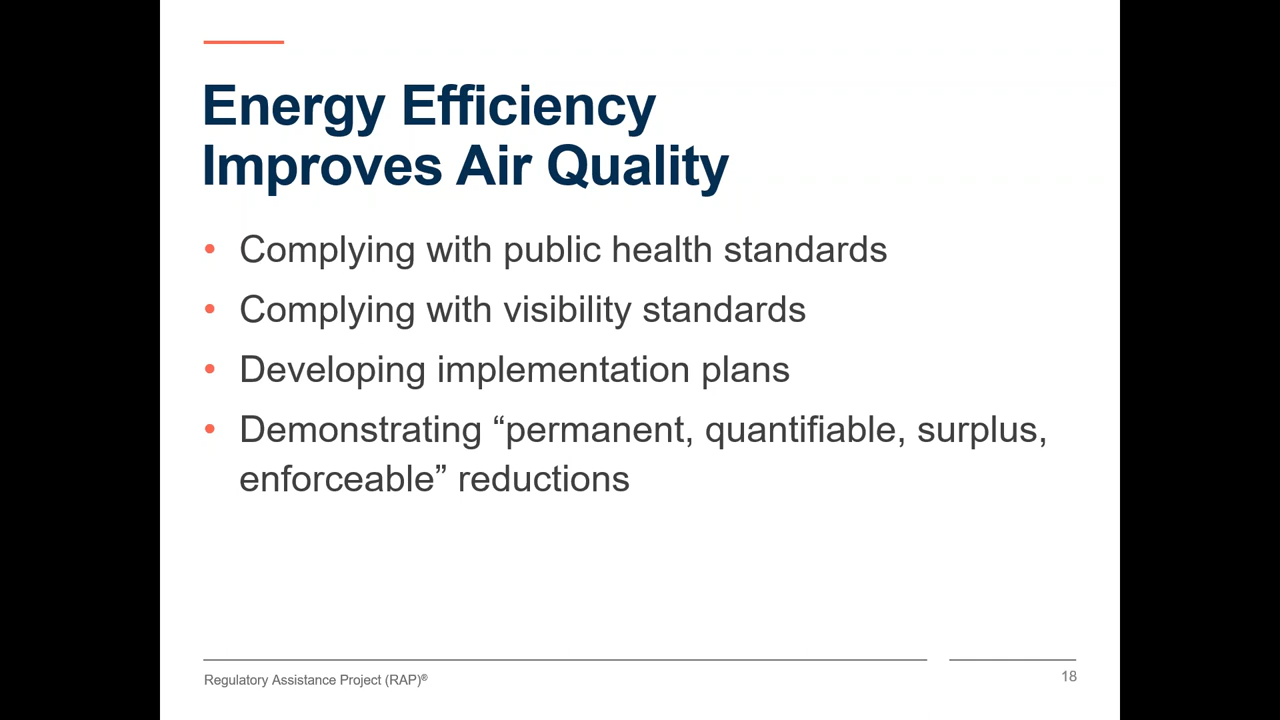 Energy Efficiency
Improves Air Quality
• Complying with public health standards
• Complying with visibility standards
• Developing implementation plans
• Demonstrating “permanent, quantifiable, surplus,
enforceable” reductions
Regulatory Assistance Project (RAP)®
18